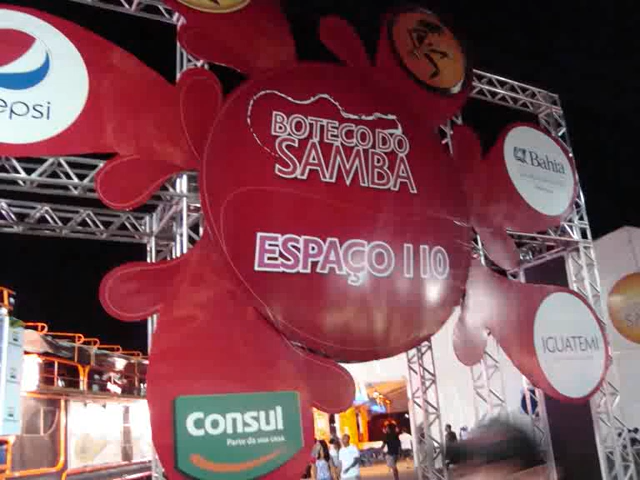 epsi
BOTECO DO
SAMBA
Bahia
ESPAÇO 110
IGUATEMI
Consul
Parte da sua casa